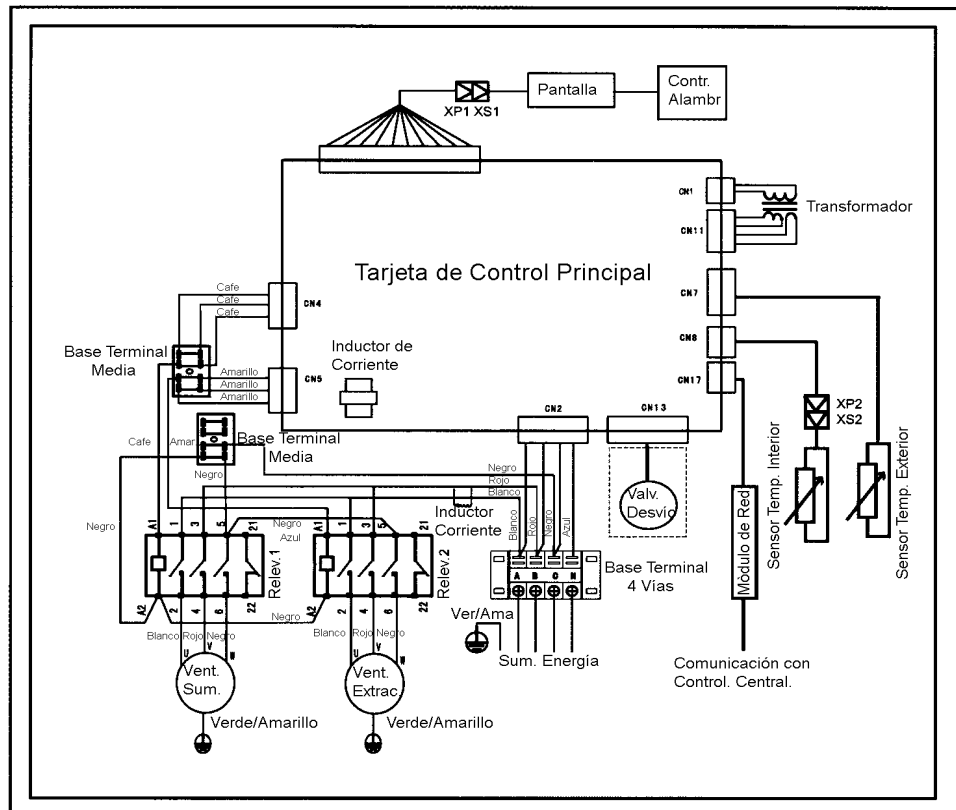 Contr.
Alambr
Pantalla
XP1 XS1
CN1
Transformador
CN11
Tarjeta de Control Principal
CN7
Cafe
Cafe
Cafe
CN4
CN8
Base Terminal
Media
Inductor de
Corriente
Amarillo
Amarillo
Amarillo
CN5
CN17
XP2
XS2
CN2
CN13
Cafe
Amar
Base Terminal
Media
Negro
Negro
Rojo
Blanco
Inductor
Corriente
Valv.
Desvío
Blanco
Rojo
Negro
Azul
Módulo de Red
Sensor Temp. Interior
Sensor Temp. Exterior
Negro
A1
1
3
5
21
Negro
Azul
A1
1
3
5
21
Relev.1
Relev.2
A B C N
Base Terminal
4 Vías
A2
2
4
6
22
Negro
A2
2
4
6
22
Ver/Ama
Sum. Energía
Blanco Rojo Negro
Blanco Rojo Negro
U
V
W
U
V
W
Vent.
Sum.
Vent.
Extrac.
Comunicación con
Control. Central.
Verde/Amarillo
Verde/Amarillo